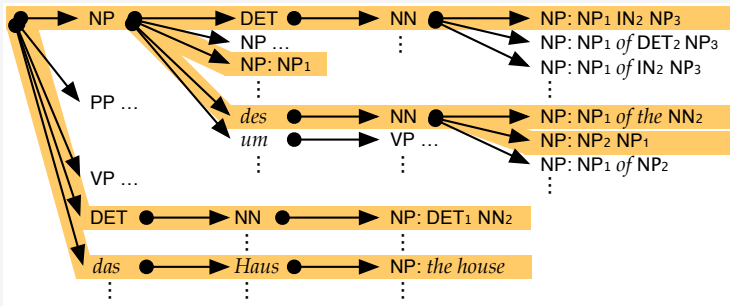 NP DET NN NP: NP1 IN2 NP3
NP … ⋮ NP: NP1 of DET2 NP3
NP: NP1 NP: NP1 of IN2 NP3
⋮ ⋮
PP …
des NN NP: NP1 of the NN2
um VP … NP: NP2 NP1
⋮ ⋮ NP: NP1 of NP2
VP … ⋮
DET NN NP: DET1 NN2
⋮ ⋮
das Haus NP: the house
⋮ ⋮ ⋮